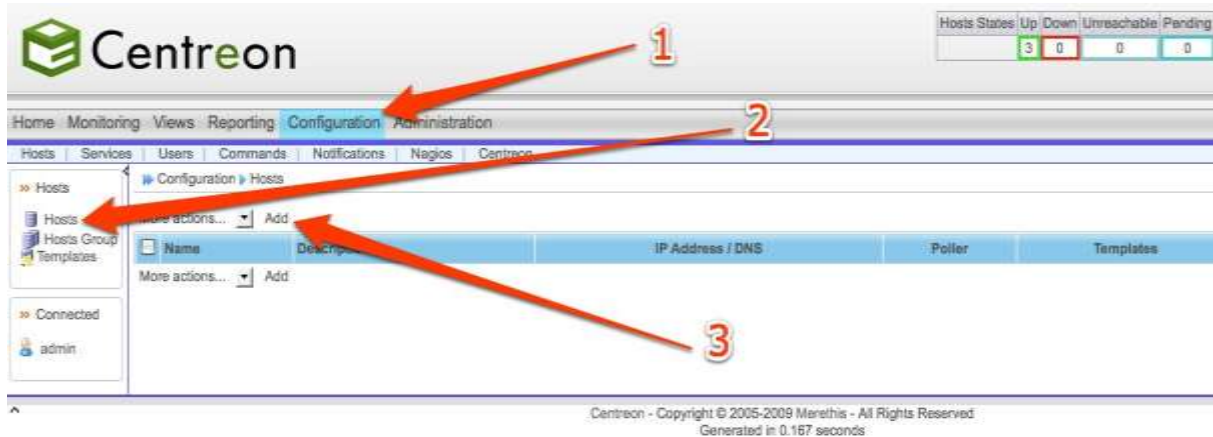 Centreon
Hosts States Up Down Unreachable Pending
3 0 0 0
1
Home Monitoring Views Reporting Configuration Administration
2
Hosts | Services | Users | Commands | Notifications | Nagios | Centreon
Hosts
Configuration Hosts
Hosts
More actions... Add
Hosts Group
Templates
Name Description IP Address / DNS Poller Templates
More actions... Add
Connected
admin
3
Centreon - Copyright © 2005-2009 Merethis - All Rights Reserved
Generated in 0.167 seconds